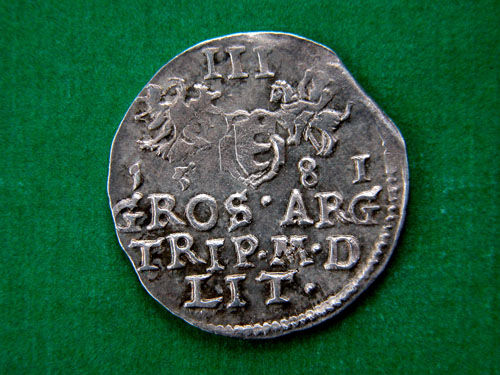 III
1 5 8 1
GROS · ARG
TRIP · M · D
LIT ·